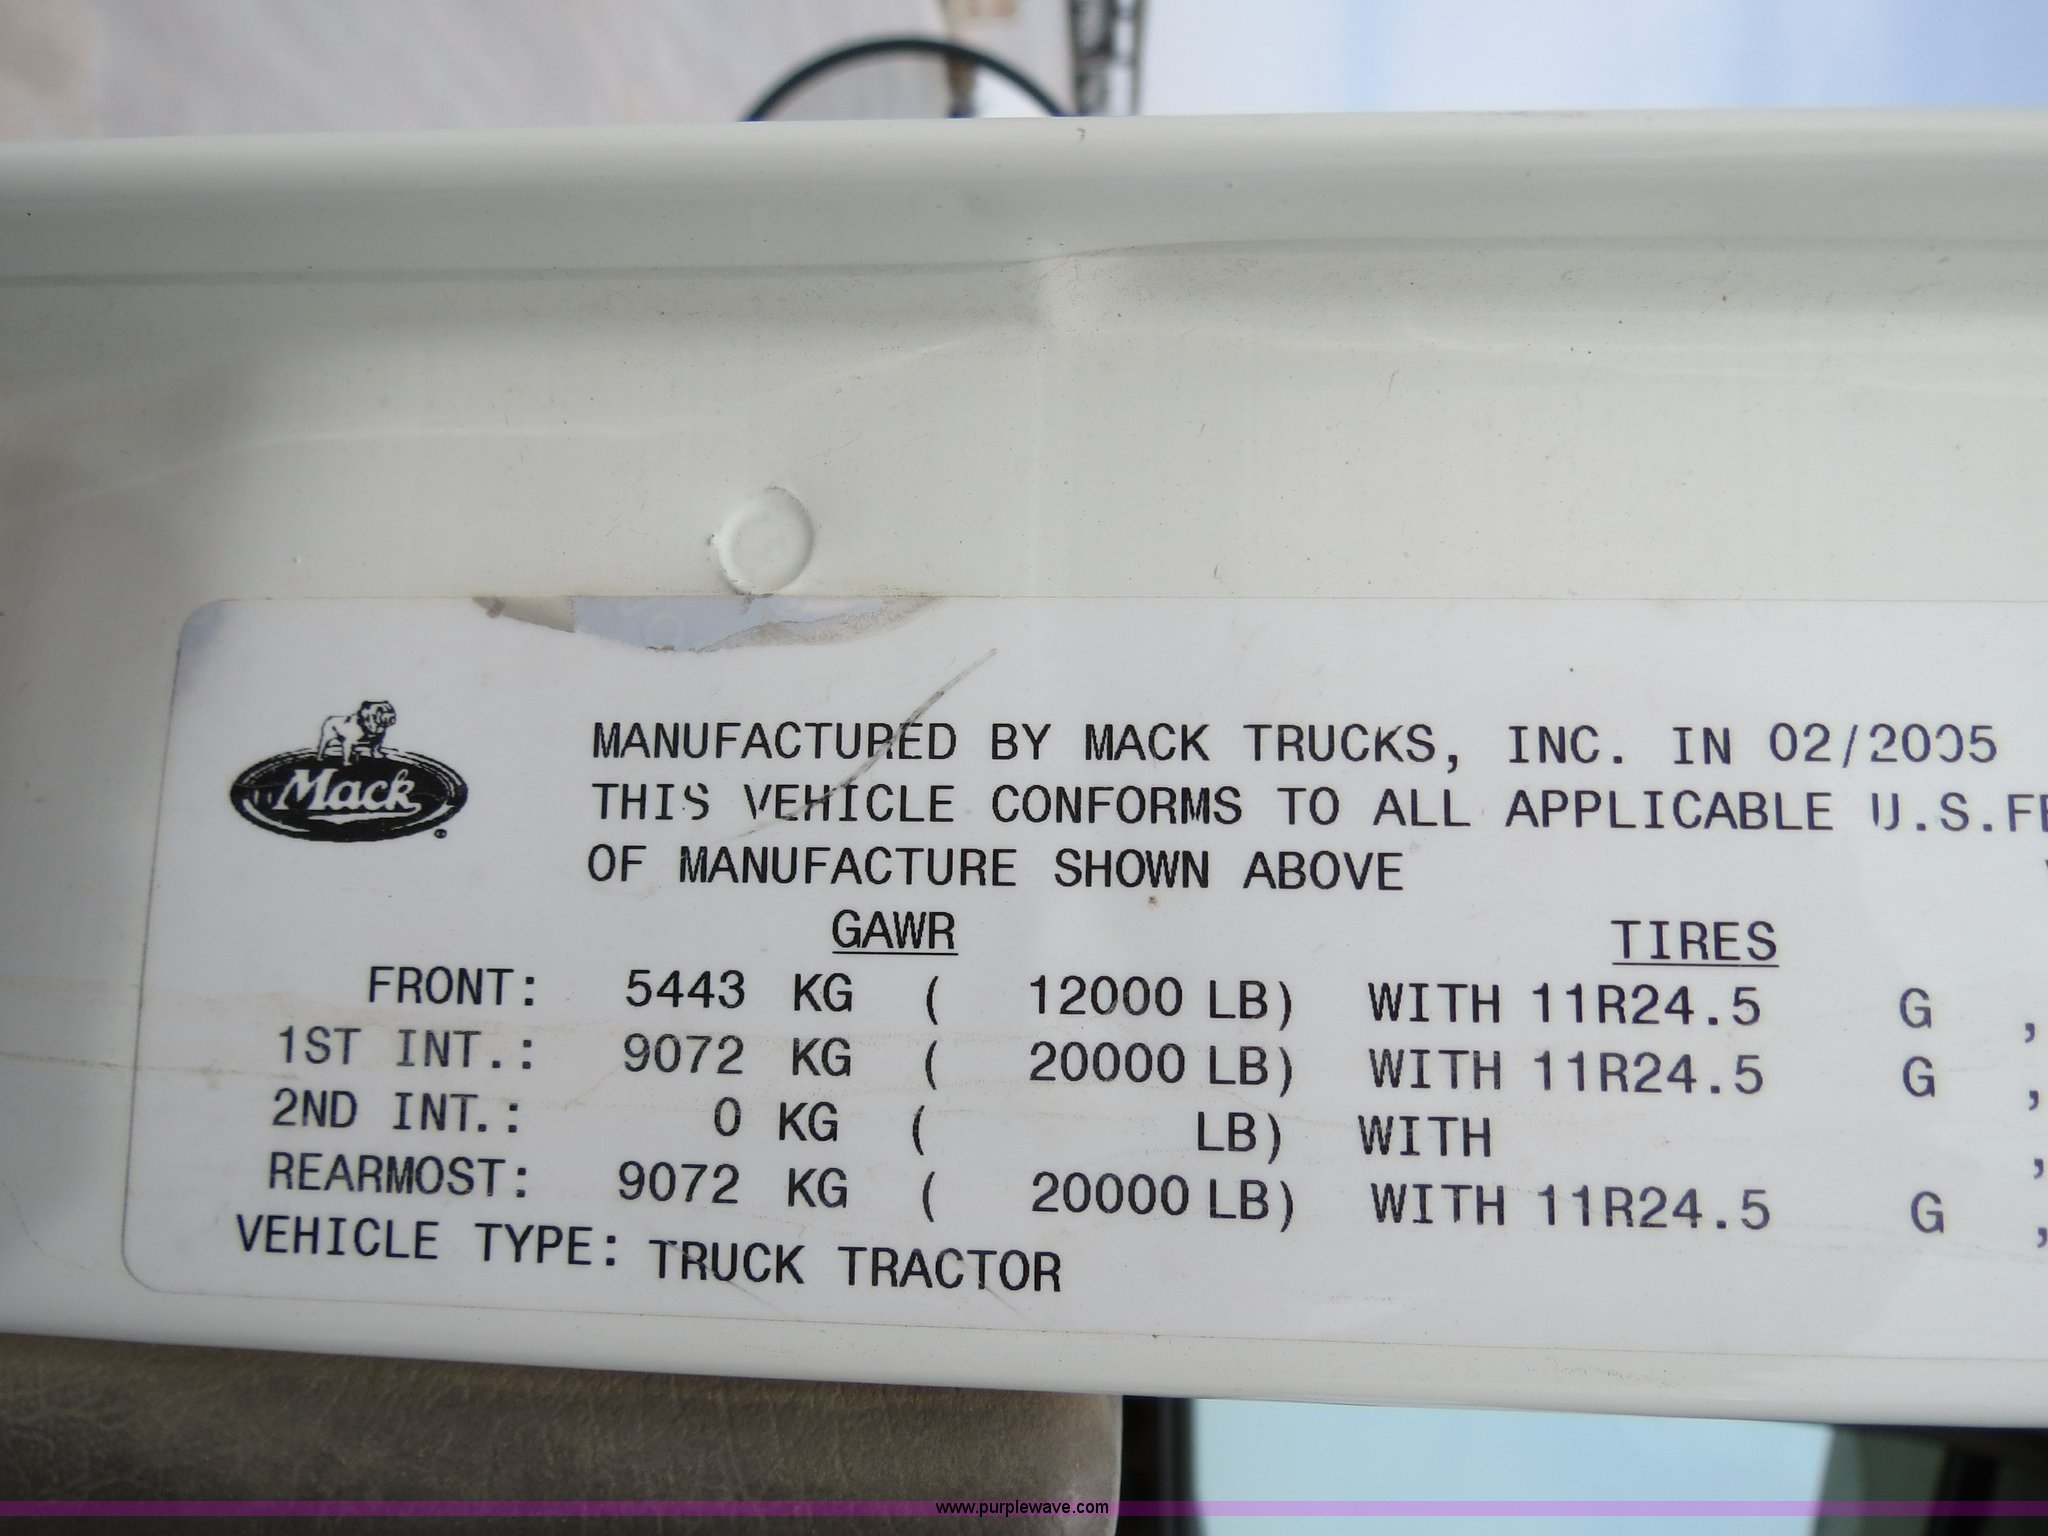 Mack
MANUFACTURED BY MACK TRUCKS, INC. IN 02/2005
THIS VEHICLE CONFORMS TO ALL APPLICABLE U.S.FE
OF MANUFACTURE SHOWN ABOVE
GAWR TIRES
FRONT: 5443 KG ( 12000 LB) WITH 11R24.5 G ,
1ST INT.: 9072 KG ( 20000 LB) WITH 11R24.5 G ,
2ND INT.: 0 KG ( LB) WITH ,
REARMOST: 9072 KG ( 20000 LB) WITH 11R24.5 G ,
VEHICLE TYPE: TRUCK TRACTOR
www.purplewave.com